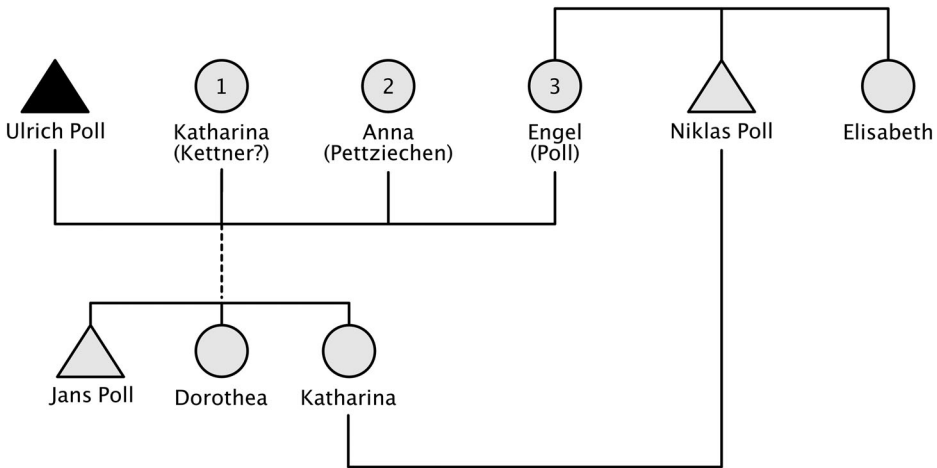 1
2
3
Ulrich Poll
Katharina
(Kettner?)
Anna
(Pettziechen)
Engel
(Poll)
Niklas Poll
Elisabeth
Jans Poll
Dorothea
Katharina